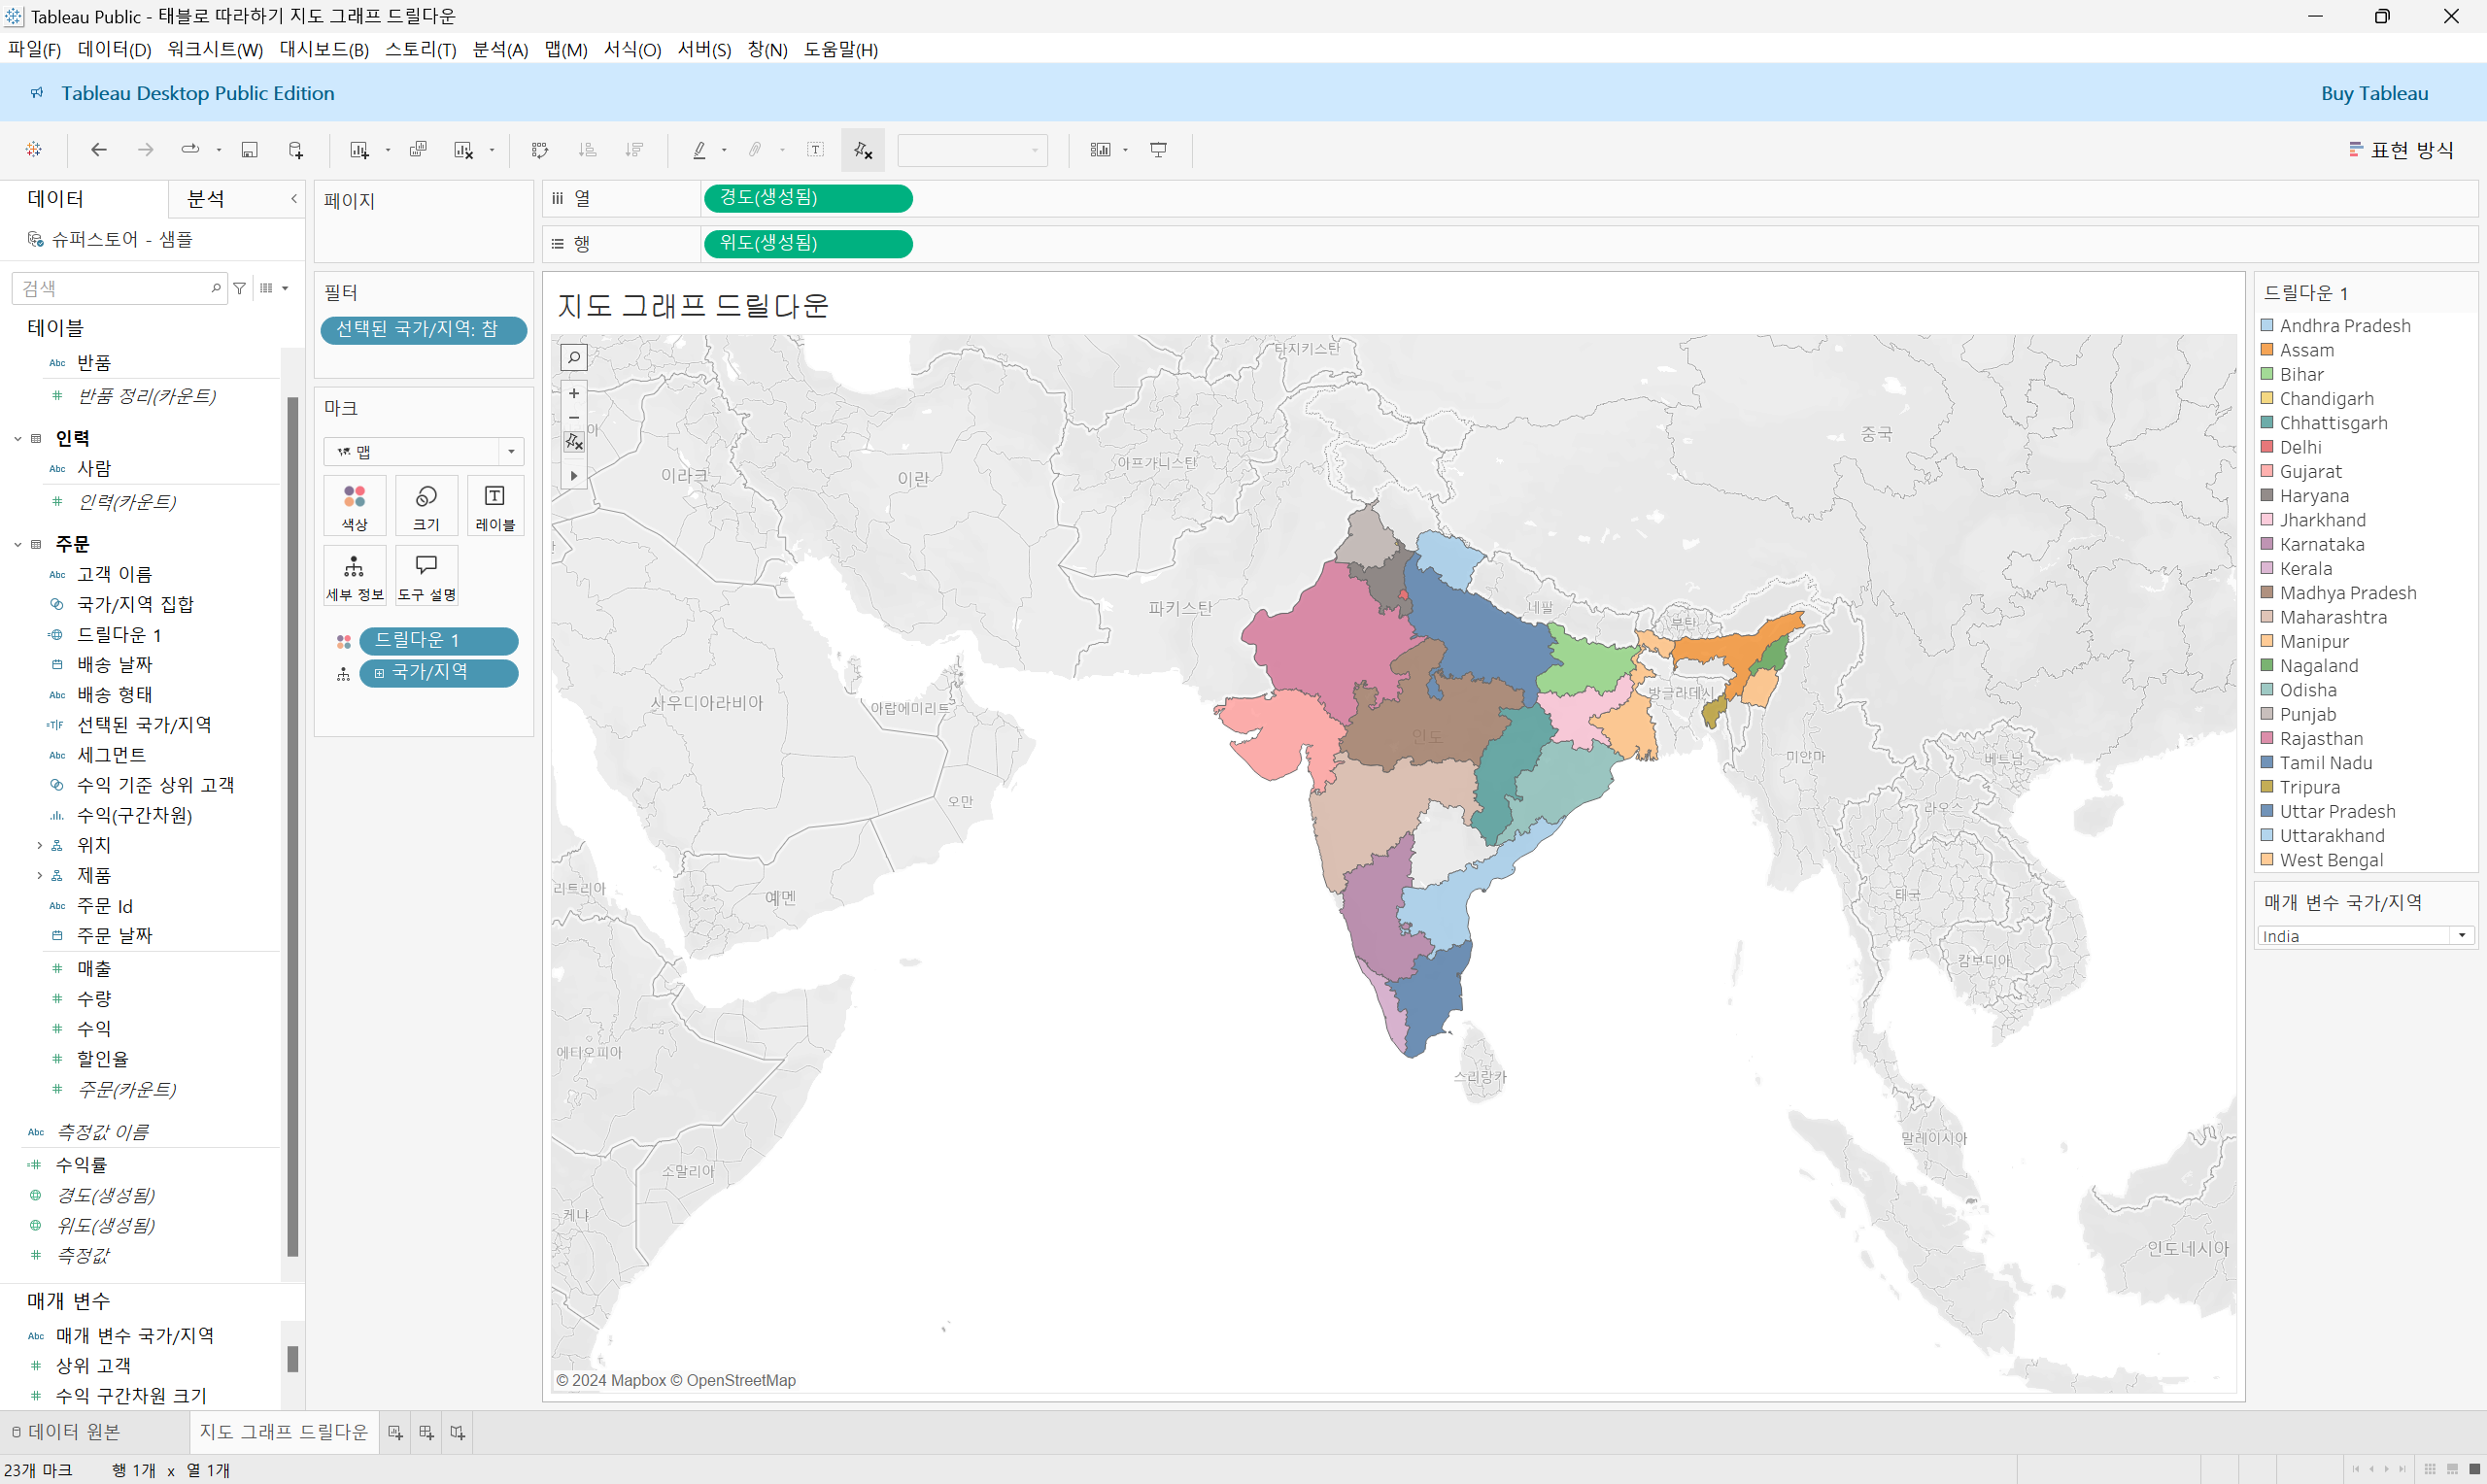 Tableau Public - 태블로 따라하기 지도 그래프 드릴다운
파일(F) 데이터(D) 워크시트(W) 대시보드(B) 스토리(T) 분석(A) 맵(M) 서식(O) 서버(S) 창(N) 도움말(H)
Tableau Desktop Public Edition
Buy Tableau
표현 방식
데이터
분석
슈퍼스토어 - 샘플
검색
테이블
Abc 반품
반품 정리(카운트)
인력
Abc 사람
인력(카운트)
주문
Abc 고객 이름
국가/지역 집합
드릴다운 1
배송 날짜
Abc 배송 형태
=T|F 선택된 국가/지역
Abc 세그먼트
수익 기준 상위 고객
수익(구간차원)
위치
제품
Abc 주문 Id
주문 날짜
매출
수량
수익
할인율
주문(카운트)
Abc 측정값 이름
수익률
경도(생성됨)
위도(생성됨)
측정값
매개 변수
Abc 매개 변수 국가/지역
상위 고객
수익 구간차원 크기
페이지
필터
선택된 국가/지역: 참
마크
맵
색상
크기
레이블
세부 정보
도구 설명
드릴다운 1
국가/지역
열
경도(생성됨)
행
위도(생성됨)
지도 그래프 드릴다운
타지키스탄
중국
아프가니스탄
이라크
이란
파키스탄
네팔
부탄
방글라데시
사우디아라비아
아랍에미리트
인도
미얀마
베트남
오만
라오스
리트리아
예멘
태국
캄보디아
에티오피아
스리랑카
말레이시아
소말리아
케냐
인도네시아
© 2024 Mapbox © OpenStreetMap
드릴다운 1
Andhra Pradesh
Assam
Bihar
Chandigarh
Chhattisgarh
Delhi
Gujarat
Haryana
Jharkhand
Karnataka
Kerala
Madhya Pradesh
Maharashtra
Manipur
Nagaland
Odisha
Punjab
Rajasthan
Tamil Nadu
Tripura
Uttar Pradesh
Uttarakhand
West Bengal
매개 변수 국가/지역
India
데이터 원본
지도 그래프 드릴다운
23개 마크 행 1개 x 열 1개